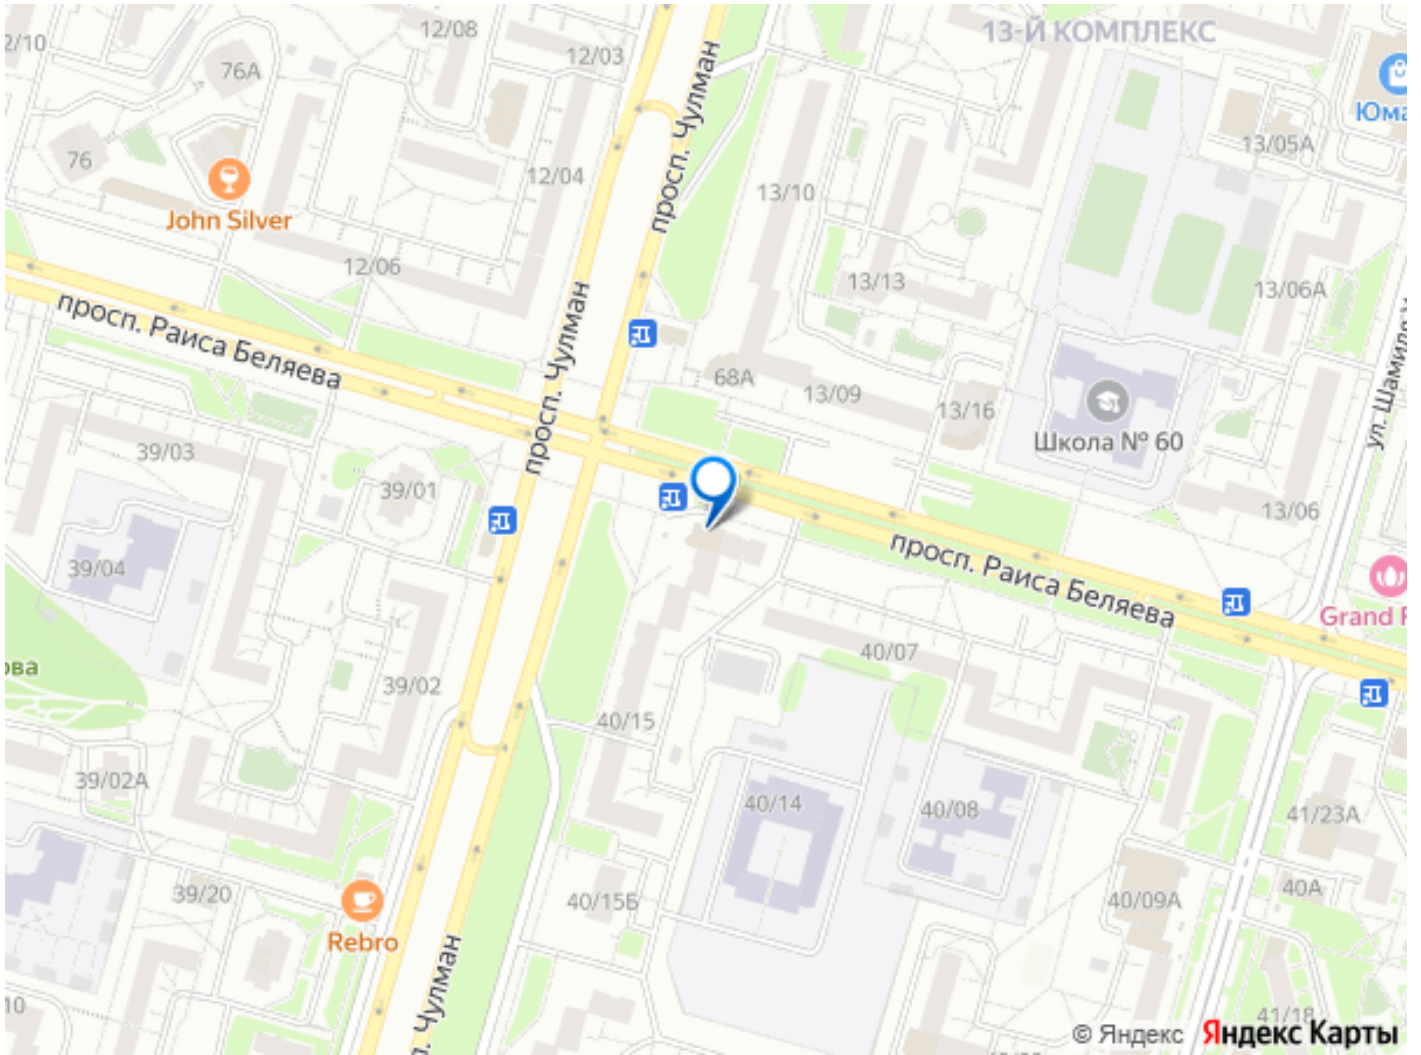 12/08
13-Й КОМПЛЕКС
2/10
12/03
76А
просп. Чулман
Юма
13/05А
76
12/04
13/10
John Silver
12/06
13/13
13/06А
просп. Раиса Беляева
просп. Чулман
68А
13/09
13/16
ул. Шамиля У
Школа № 60
39/03
39/01
13/06
39/04
просп. Раиса Беляева
Grand
ова
40/07
39/02
40/15
39/02А
40/14
40/08
41/23А
39/20
40/15Б
40/09А
40А
Rebro
10
. Чулман
41/18
© Яндекс Яндекс Карты